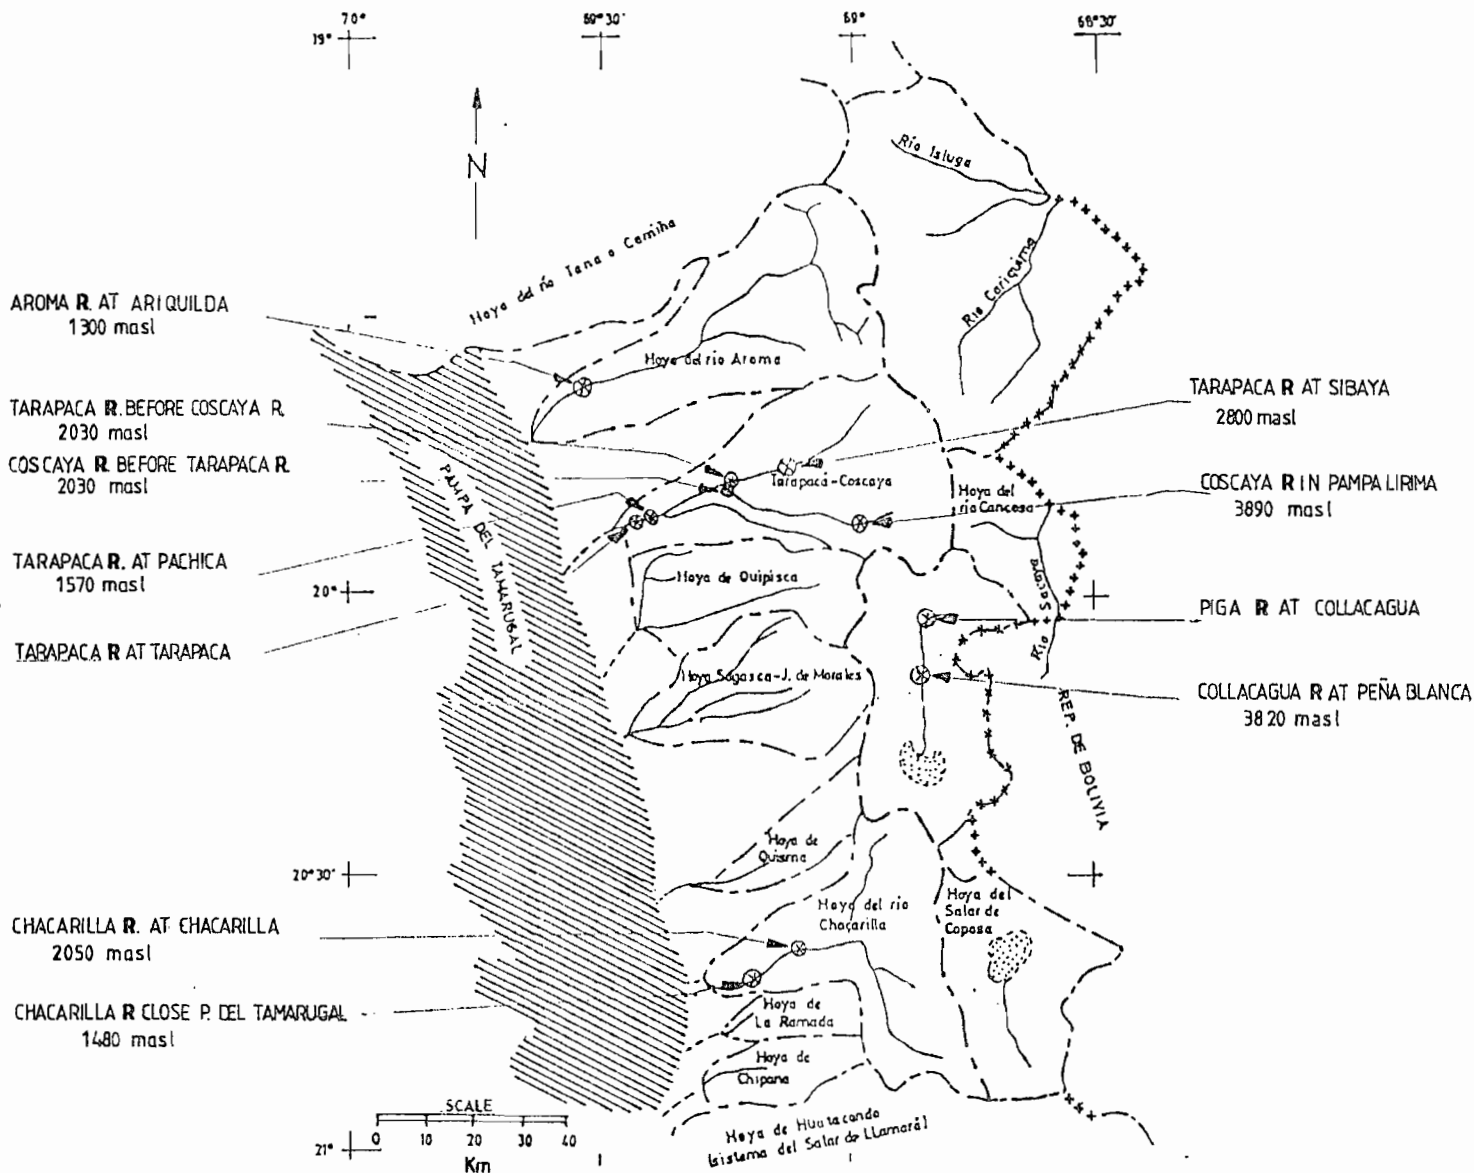 70°
69°30'
69°
68°30'
19°
N
Río Isluga
Río Cariquima
Hoya del río Tana o Camiña
AROMA R. AT ARIQUILDA
1300 masl
Hoya del río Aroma
TARAPACA R. BEFORE COSCAYA R.
2030 masl
COSCAYA R. BEFORE TARAPACA R.
2030 masl
TARAPACA R AT SIBAYA
2800 masl
Tarapacá-Coscaya
Hoya del
río Cancosa
COSCAYA R IN PAMPA LIRIMA
3890 masl
PAMPA DEL TAMARUGAL
TARAPACA R. AT PACHICA
1570 masl
20°
Hoya de Quipisca
Río Sacaya
PIGA R AT COLLACAGUA
TARAPACA R AT TARAPACA
Hoya Sagasca-J. de Morales
COLLACAGUA R AT PEÑA BLANCA
3820 masl
REP. DE BOLIVIA
Hoya de
Quisma
20°30'
Hoya del río
Chacarilla
Hoya del
Salar de
Coposa
CHACARILLA R. AT CHACARILLA
2050 masl
CHACARILLA R CLOSE P. DEL TAMARUGAL
1480 masl
Hoya de
La Ramada
Hoya de
Chipana
SCALE
0 10 20 30 40
Km
21°
Hoya de Huatacondo
(sistema del Salar de LLamará)